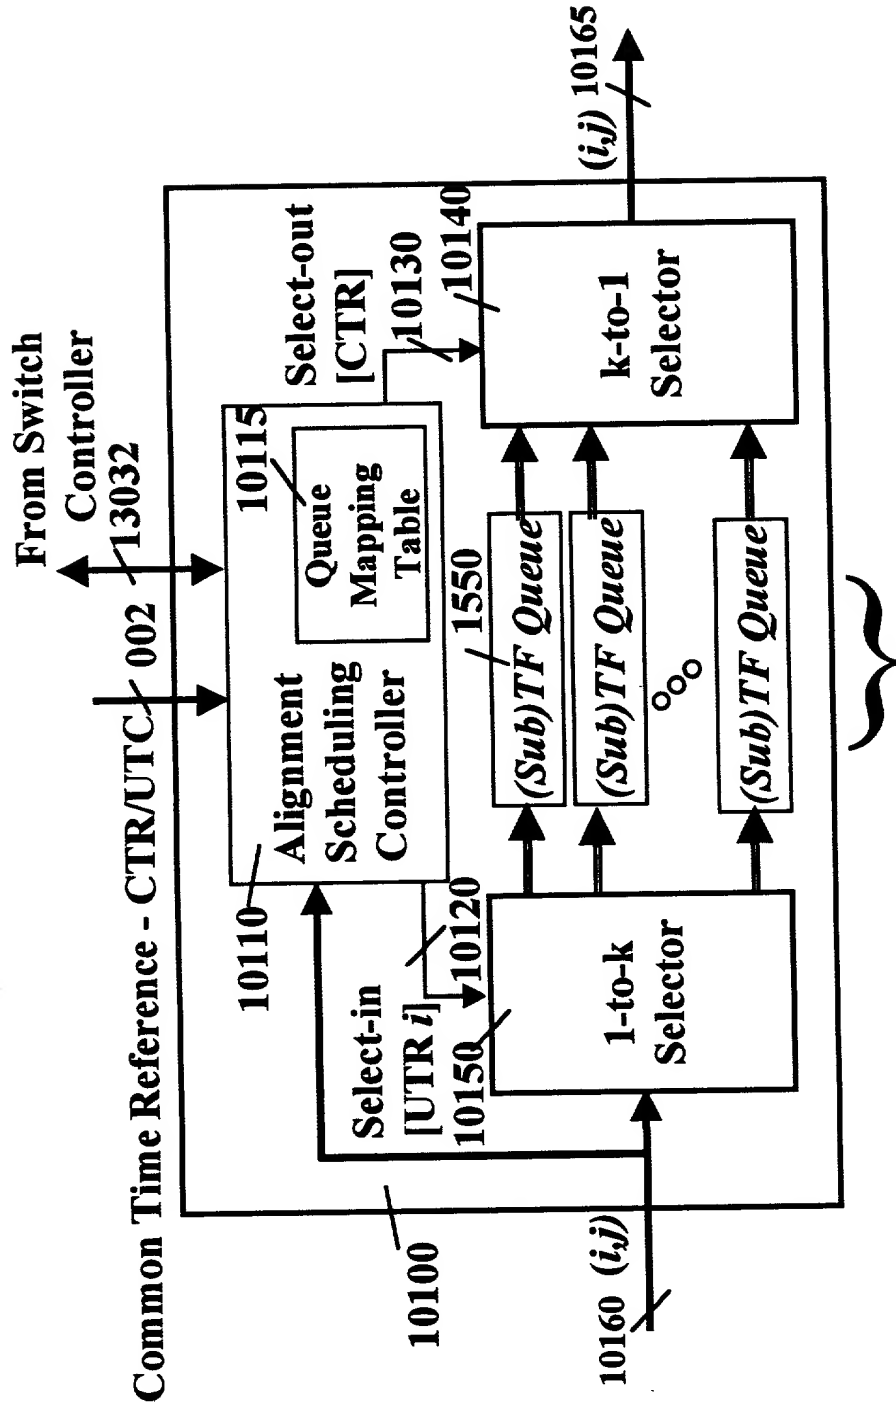 From Switch
Controller
13032
Common Time Reference - CTR/UTC
002
10110
Alignment
Scheduling
Controller
10115
Queue
Mapping
Table
Select-out
[CTR]
10130
10140
Select-in
[UTR i]
10120
10150
1550
(Sub)TF Queue
(Sub)TF Queue
(Sub)TF Queue
1-to-k
Selector
k-to-1
Selector
10100
10160 (i,j)
(i,j) 10165